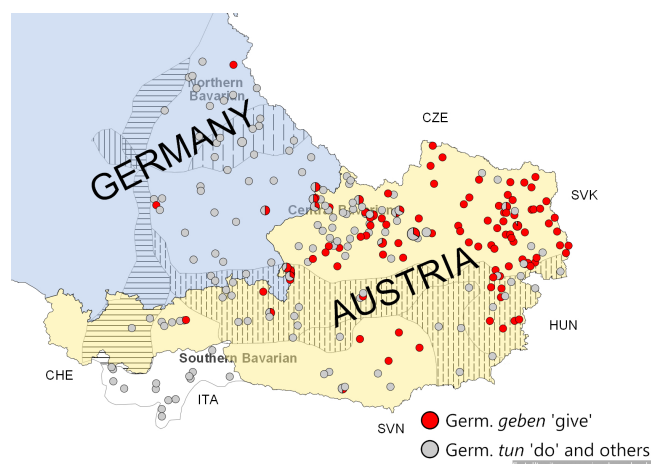 Northern
Bavarian
GERMANY
CZE
SVK
Central Bavarian
AUSTRIA
HUN
Southern Bavarian
CHE
ITA
SVN
Germ. geben 'give'
Germ. tun 'do' and others